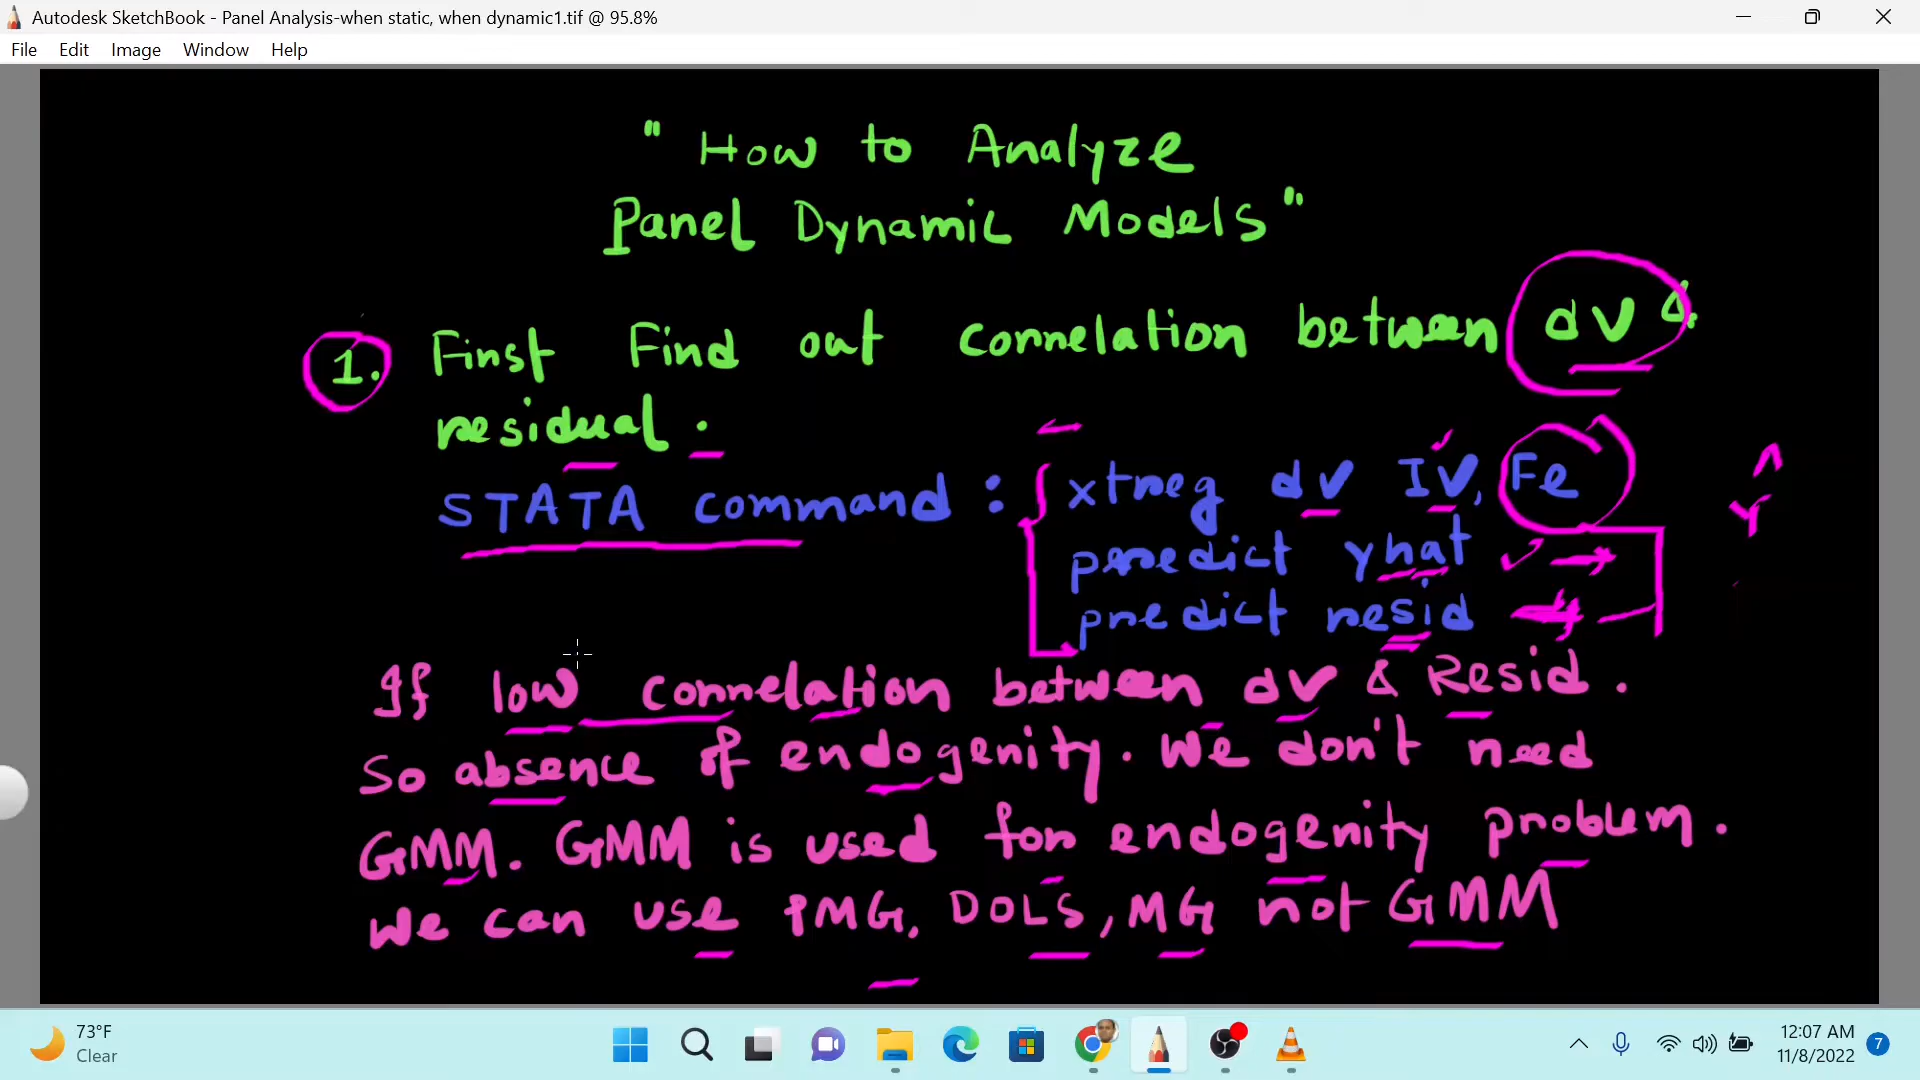 Autodesk SketchBook - Panel Analysis-when static, when dynamic1.tif @ 95.8%
File Edit Image Window Help
" How to Analyze
Panel Dynamic Models "
1. First Find out correlation between dv &
residual.
STATA command : xtreg dv IV, Fe
predict yhat
predict resid
Ŷ
If low correlation between dv & Resid.
So absence of endogenity. We don't need
GMM. GMM is used for endogenity problem.
We can use PMG, DOLS, MG not GMM
73°F
Clear
12:07 AM
11/8/2022
7